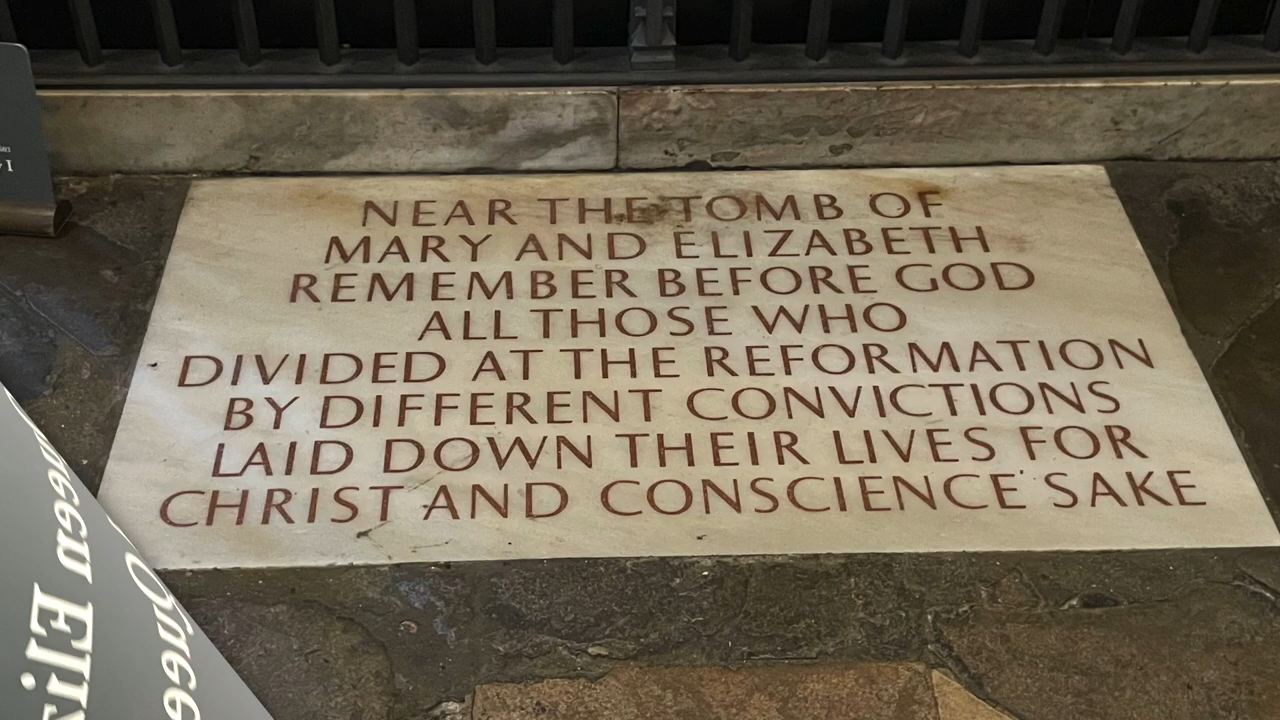 NEAR THE TOMB OF
MARY AND ELIZABETH
REMEMBER BEFORE GOD
ALL THOSE WHO
DIVIDED AT THE REFORMATION
BY DIFFERENT CONVICTIONS
LAID DOWN THEIR LIVES FOR
CHRIST AND CONSCIENCE SAKE